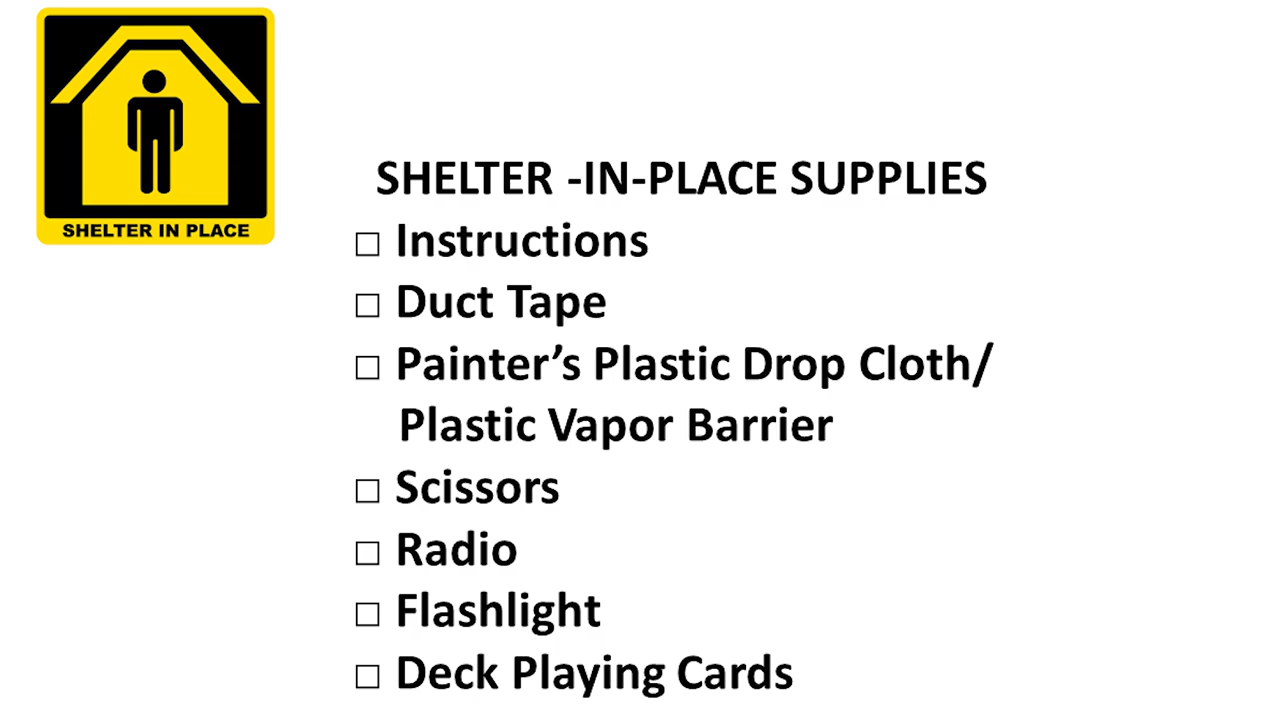 SHELTER IN PLACE
SHELTER -IN-PLACE SUPPLIES
□ Instructions
□ Duct Tape
□ Painter’s Plastic Drop Cloth/
Plastic Vapor Barrier
□ Scissors
□ Radio
□ Flashlight
□ Deck Playing Cards